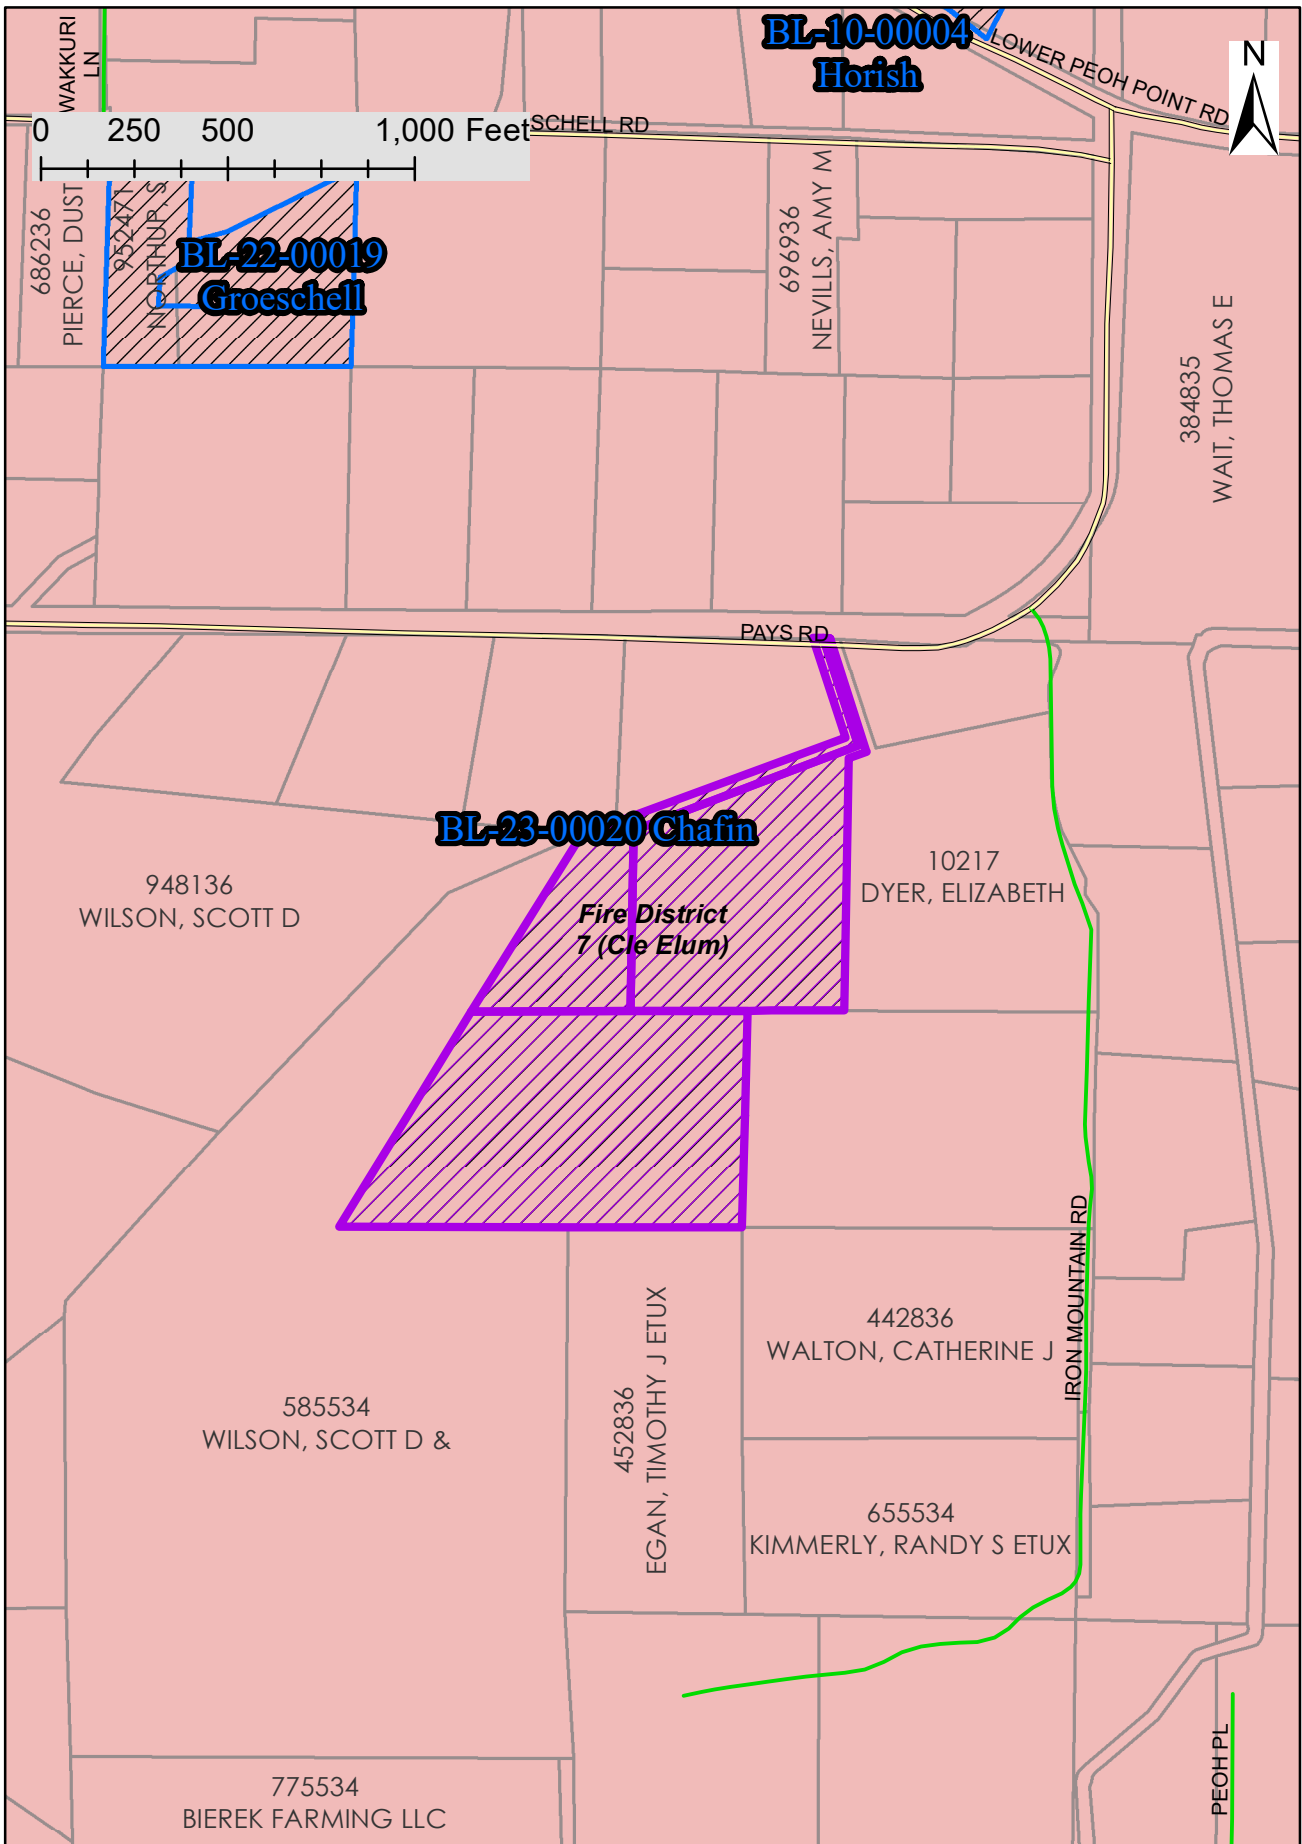 WAKKURI
LN
BL-10-00004
Horish
LOWER PEOH POINT RD
N
0 250 500 1,000 Feet
SCHELL RD
686236
PIERCE, DUST
952471
NORTHUP, S
BL-22-00019
Groeschell
696936
NEVILLS, AMY M
384835
WAIT, THOMAS E
PAYS RD
BL-23-00020 Chafin
948136
WILSON, SCOTT D
10217
DYER, ELIZABETH
Fire District
7 (Cle Elum)
IRON MOUNTAIN RD
442836
WALTON, CATHERINE J
452836
EGAN, TIMOTHY J ETUX
585534
WILSON, SCOTT D &
655534
KIMMERLY, RANDY S ETUX
PEOH PL
775534
BIEREK FARMING LLC